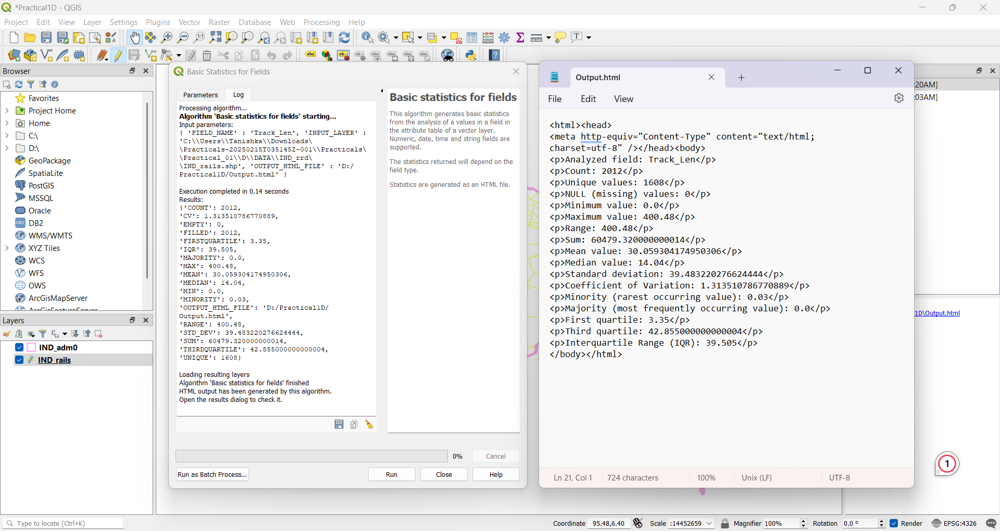 *Practical1D - QGIS
Project Edit View Layer Settings Plugins Vector Raster Database Web Processing Help
Browser
Favorites
Project Home
Home
C:\
D:\
GeoPackage
SpatiaLite
PostGIS
MSSQL
Oracle
DB2
WMS/WMTS
XYZ Tiles
WCS
WFS
OWS
ArcGisMapServer
ArcGisFeatureServer
Layers
IND_adm0
IND_rails
Basic Statistics for Fields
Parameters Log
Processing algorithm...
Algorithm 'Basic statistics for fields' starting...
Input parameters:
{ 'FIELD_NAME' : 'Track_Len', 'INPUT_LAYER' :
'C:\\Users\\Tanishka\\Downloads\
\Practicals-20250215T035145Z-001\\Practicals\
\Practical_01\\D\\DATA\\IND_rrd\
\IND_rails.shp', 'OUTPUT_HTML_FILE' : 'D:/
Practical1D/Output.html' }
Execution completed in 0.14 seconds
Results:
{'COUNT': 2012,
'CV': 1.313510786770889,
'EMPTY': 0,
'FILLED': 2012,
'FIRSTQUARTILE': 3.35,
'IQR': 39.505,
'MAJORITY': 0.0,
'MAX': 400.48,
'MEAN': 30.059304174950306,
'MEDIAN': 14.04,
'MIN': 0.0,
'MINORITY': 0.03,
'OUTPUT_HTML_FILE': 'D:/Practical1D/
Output.html',
'RANGE': 400.48,
'STD_DEV': 39.483220276624444,
'SUM': 60479.320000000014,
'THIRDQUARTILE': 42.855000000000004,
'UNIQUE': 1608}
Loading resulting layers
Algorithm 'Basic statistics for fields' finished
HTML output has been generated by this algorithm.
Open the results dialog to check it.
Basic statistics for fields
This algorithm generates basic statistics
from the analysis of a values in a field in
the attribute table of a vector layer.
Numeric, date, time and string fields are
supported.
The statistics returned will depend on the
field type.
Statistics are generated as an HTML file.
0% Cancel
Run as Batch Process... Run Close Help
Output.html
File Edit View
<html><head>
<meta http-equiv="Content-Type" content="text/html;
charset=utf-8" /></head><body>
<p>Analyzed field: Track_Len</p>
<p>Count: 2012</p>
<p>Unique values: 1608</p>
<p>NULL (missing) values: 0</p>
<p>Minimum value: 0.0</p>
<p>Maximum value: 400.48</p>
<p>Range: 400.48</p>
<p>Sum: 60479.320000000014</p>
<p>Mean value: 30.059304174950306</p>
<p>Median value: 14.04</p>
<p>Standard deviation: 39.483220276624444</p>
<p>Coefficient of Variation: 1.313510786770889</p>
<p>Minority (rarest occurring value): 0.03</p>
<p>Majority (most frequently occurring value): 0.0</p>
<p>First quartile: 3.35</p>
<p>Third quartile: 42.855000000000004</p>
<p>Interquartile Range (IQR): 39.505</p>
</body></html>
Ln 21, Col 1 724 characters 100% Unix (LF) UTF-8
:20AM]
:03AM]
1D\Output.html
1
Type to locate (Ctrl+K)
Coordinate 95.48,6.40 Scale :14452659 Magnifier 100% Rotation 0.0 ° Render EPSG:4326